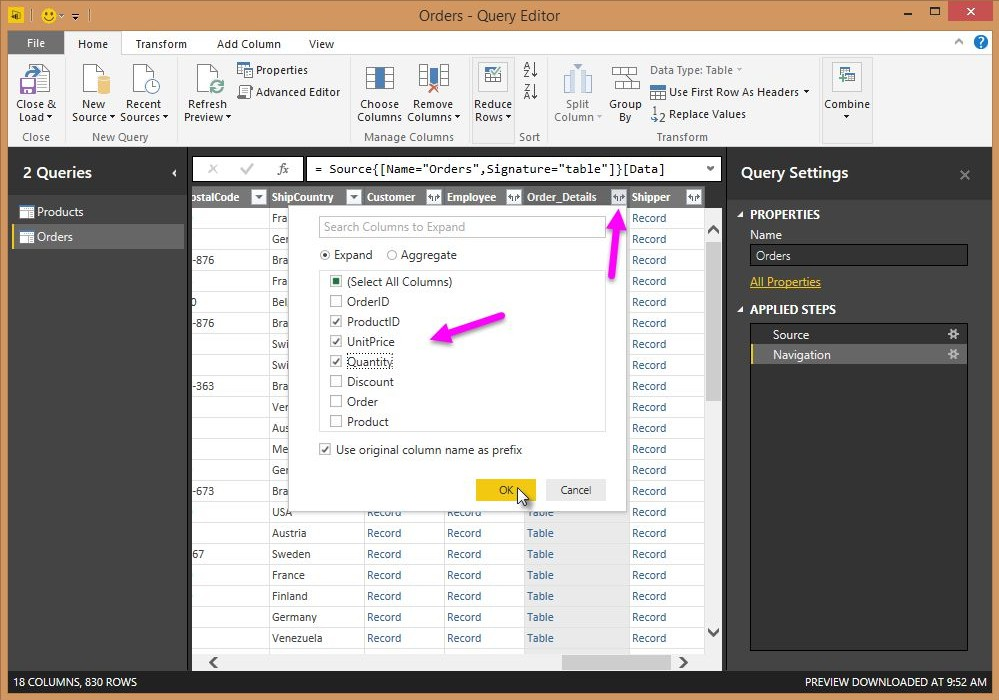 Orders - Query Editor
File Home Transform Add Column View
Close & Load
New Source
Recent Sources
Refresh Preview
Properties
Advanced Editor
Choose Columns
Remove Columns
Reduce Rows
Split Column
Group By
Data Type: Table
Use First Row As Headers
Replace Values
Combine
Close New Query Manage Columns Sort Transform
2 Queries
Products
Orders
fx = Source{[Name="Orders",Signature="table"]}[Data]
ostalCode ShipCountry Customer Employee Order_Details Shipper
Fra Record
Ger Record
-876 Bra Record
Fra Record
0 Bel Record
-876 Bra Record
Swi Record
Swi Record
-363 Bra Record
Ver Record
Aus Record
Me Record
Ger Record
-673 Bra Record
USA Record Record Table Record
Austria Record Record Table Record
67 Sweden Record Record Table Record
France Record Record Table Record
Finland Record Record Table Record
Germany Record Record Table Record
Venezuela Record Record Table Record
Search Columns to Expand
Expand Aggregate
(Select All Columns)
OrderID
ProductID
UnitPrice
Quantity
Discount
Order
Product
Use original column name as prefix
OK Cancel
Query Settings
PROPERTIES
Name
Orders
All Properties
APPLIED STEPS
Source
Navigation
18 COLUMNS, 830 ROWS PREVIEW DOWNLOADED AT 9:52 AM